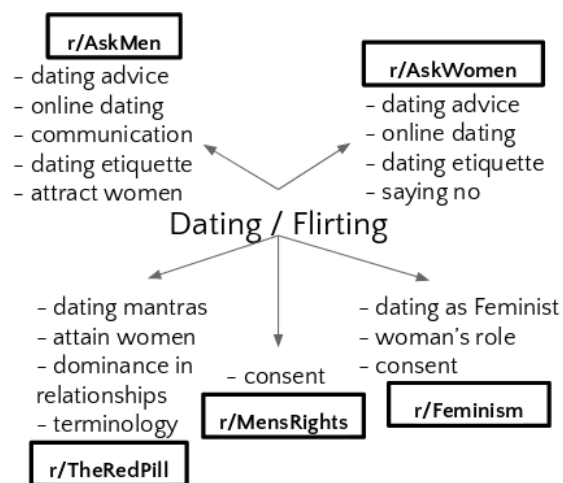 r/AskMen
- dating advice
- online dating
- communication
- dating etiquette
- attract women
r/AskWomen
- dating advice
- online dating
- dating etiquette
- saying no
Dating / Flirting
- dating mantras
- attain women
- dominance in
relationships
- terminology
r/TheRedPill
- consent
r/MensRights
- dating as Feminist
- woman's role
- consent
r/Feminism